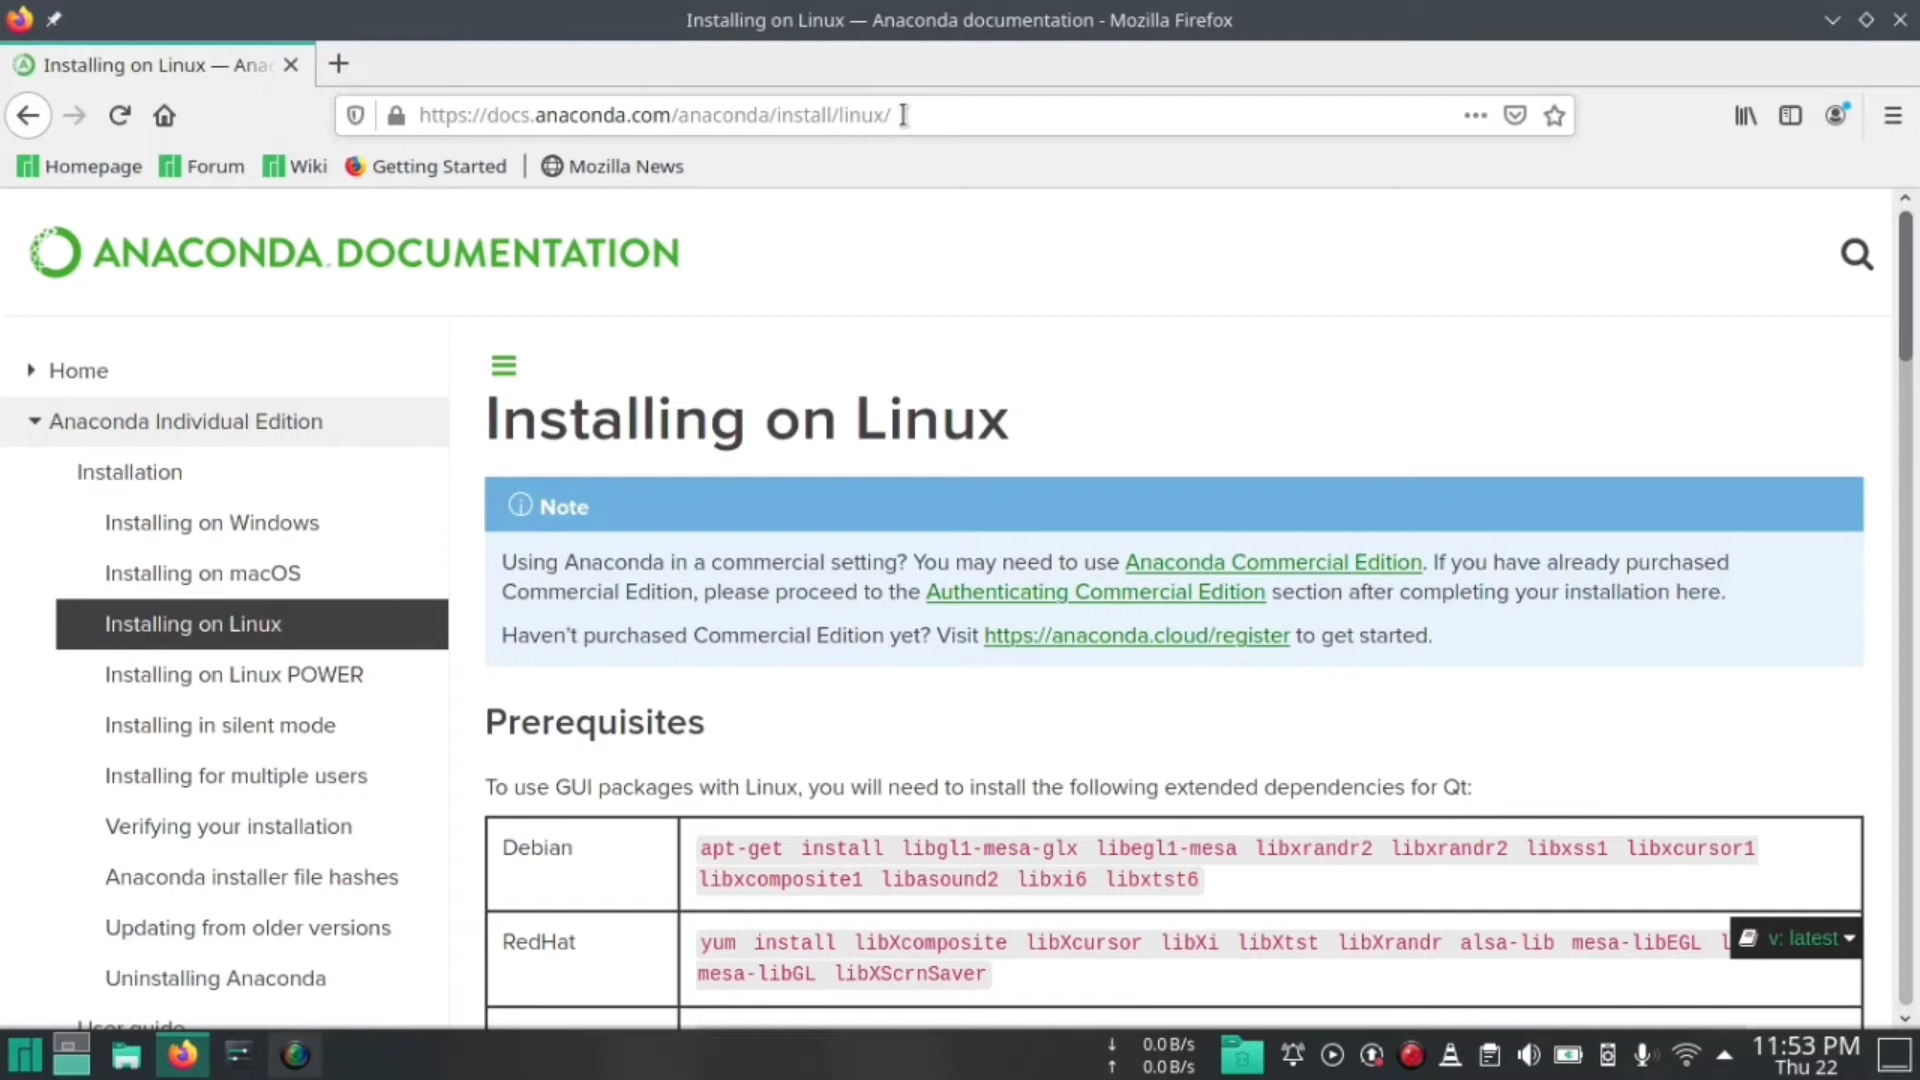 Installing on Linux — Anaconda documentation - Mozilla Firefox
Installing on Linux — Ana
https://docs.anaconda.com/anaconda/install/linux/
Homepage Forum Wiki Getting Started Mozilla News
ANACONDA.DOCUMENTATION
Home
Anaconda Individual Edition
Installation
Installing on Windows
Installing on macOS
Installing on Linux
Installing on Linux POWER
Installing in silent mode
Installing for multiple users
Verifying your installation
Anaconda installer file hashes
Updating from older versions
Uninstalling Anaconda
User guide
Installing on Linux
Note
Using Anaconda in a commercial setting? You may need to use Anaconda Commercial Edition. If you have already purchased
Commercial Edition, please proceed to the Authenticating Commercial Edition section after completing your installation here.
Haven't purchased Commercial Edition yet? Visit https://anaconda.cloud/register to get started.
Prerequisites
To use GUI packages with Linux, you will need to install the following extended dependencies for Qt:
Debian
apt-get install libgl1-mesa-glx libegl1-mesa libxrandr2 libxrandr2 libxss1 libxcursor1
libxcomposite1 libasound2 libxi6 libxtst6
RedHat
yum install libXcomposite libXcursor libXi libXtst libXrandr alsa-lib mesa-libEGL
mesa-libGL libXScrnSaver
v: latest
0.0 B/s
0.0 B/s
11:53 PM
Thu 22